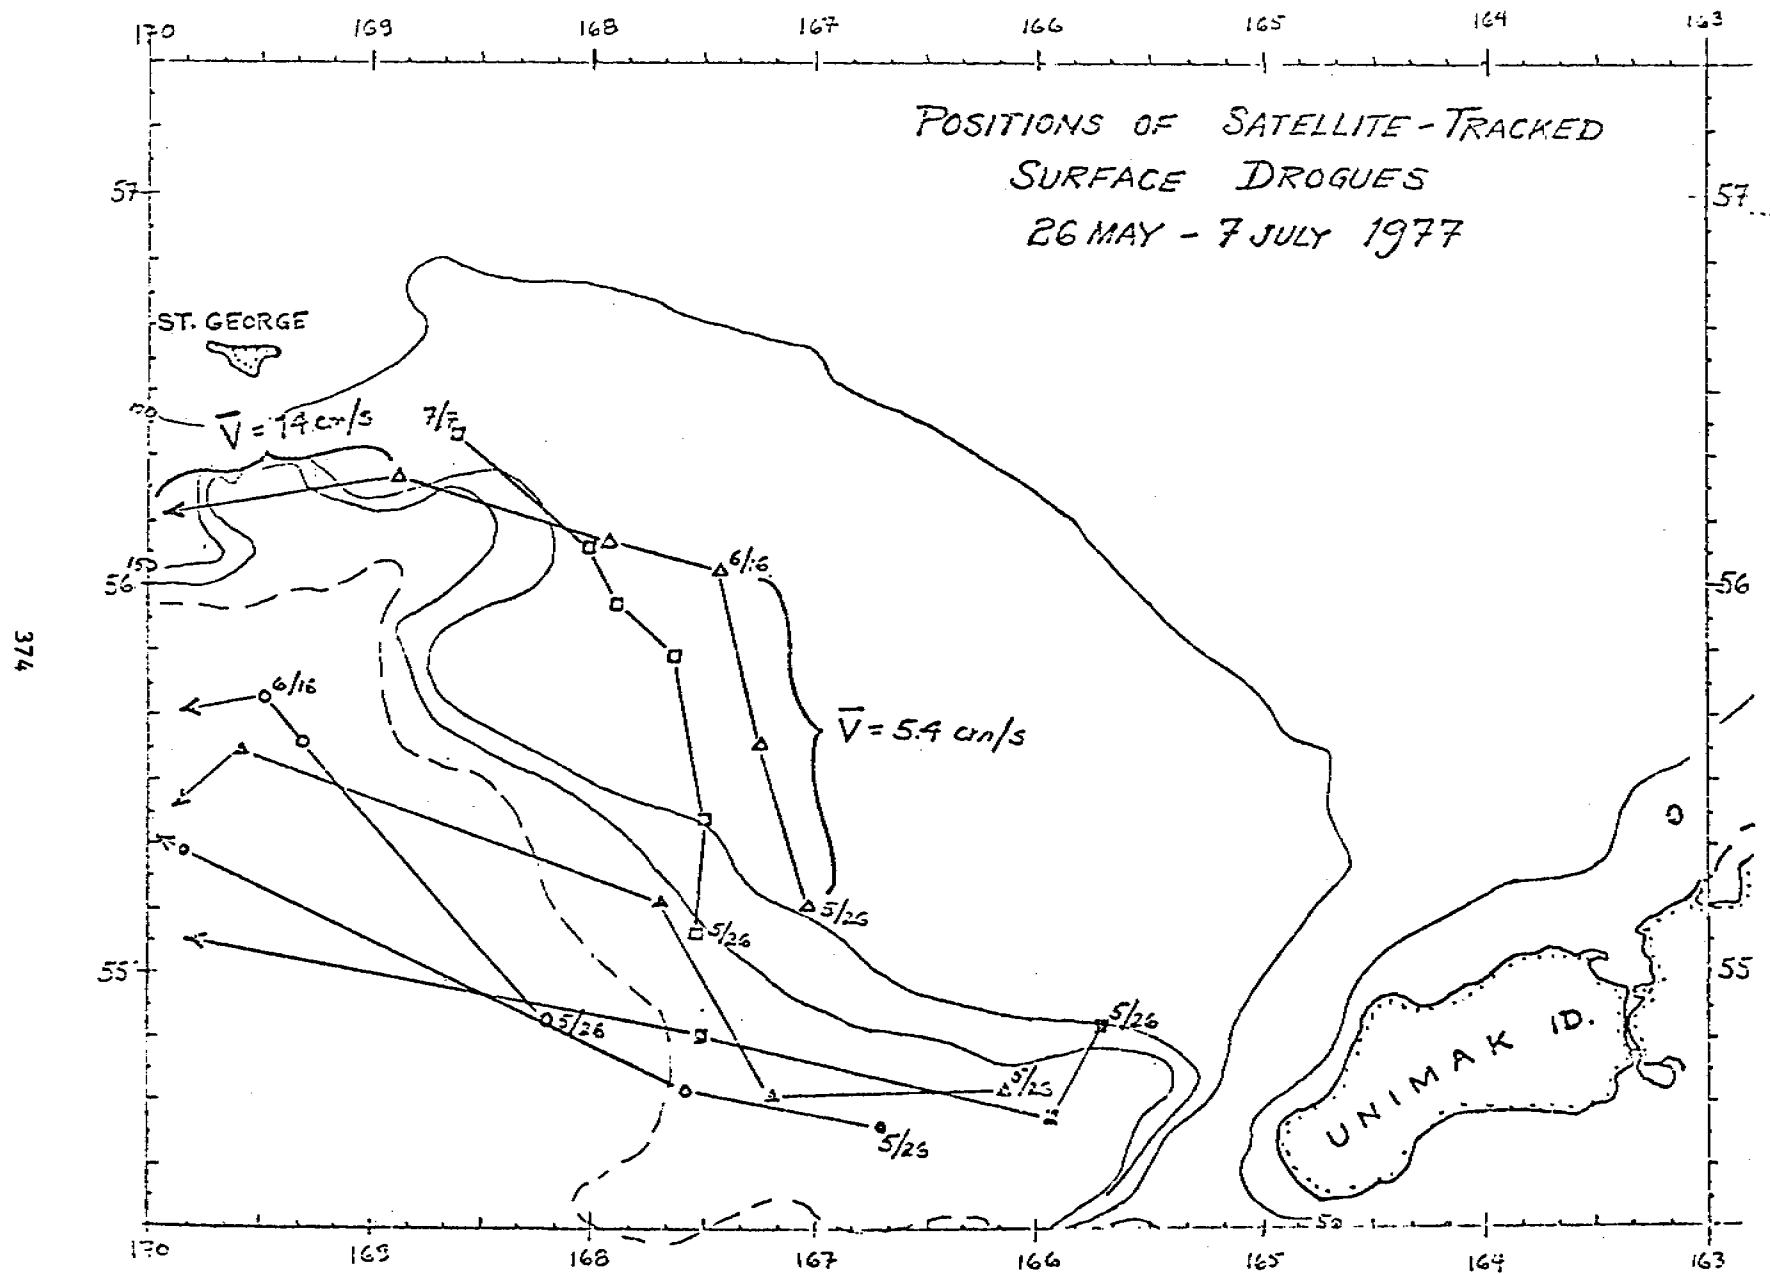 170 169 168 167 166 165 164 163
POSITIONS OF SATELLITE-TRACKED
SURFACE DROGUES
26 MAY - 7 JULY 1977
57 57
ST. GEORGE
V̅ = 14 cm/s
7/7
6/16
56 56
374
6/16
V̅ = 5.4 cm/s
5/26
5/26
55 55
5/26
5/26
5/26
5/26
UNIMAK ID.
50
170 169 168 167 166 165 164 163